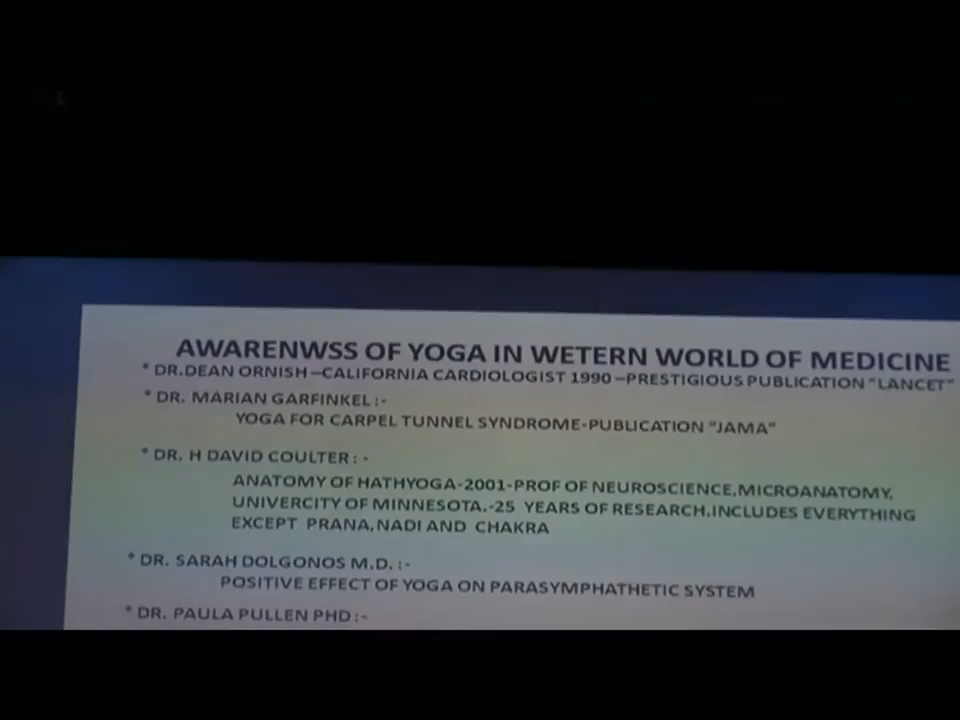 AWARENWSS OF YOGA IN WETERN WORLD OF MEDICINE
* DR.DEAN ORNISH–CALIFORNIA CARDIOLOGIST 1990–PRESTIGIOUS PUBLICATION "LANCET"
* DR. MARIAN GARFINKEL:-
YOGA FOR CARPEL TUNNEL SYNDROME-PUBLICATION "JAMA"
* DR. H DAVID COULTER:-
ANATOMY OF HATHYOGA-2001-PROF OF NEUROSCIENCE,MICROANATOMY,
UNIVERCITY OF MINNESOTA.-25 YEARS OF RESEARCH.INCLUDES EVERYTHING
EXCEPT PRANA,NADI AND CHAKRA
* DR. SARAH DOLGONOS M.D. :-
POSITIVE EFFECT OF YOGA ON PARASYMPHATHETIC SYSTEM
* DR. PAULA PULLEN PHD :-